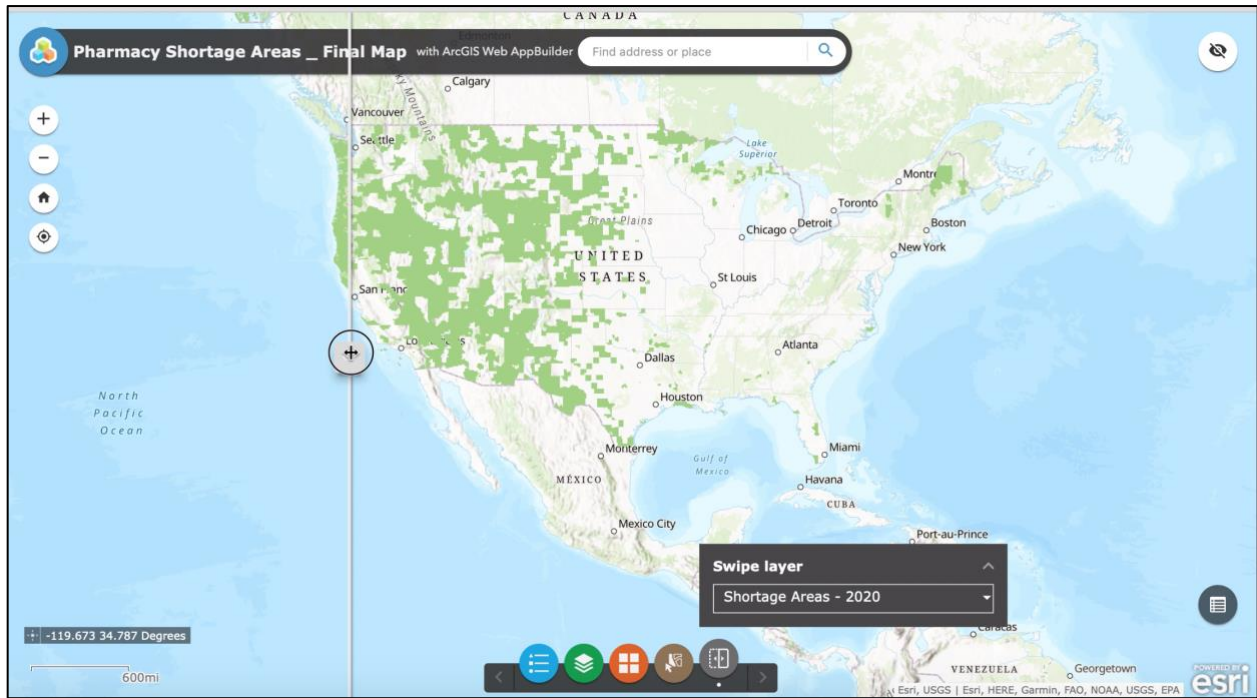 CANADA
Edmonton
Pharmacy Shortage Areas _ Final Map with ArcGIS Web AppBuilder Find address or place
Calgary
Mountains
Vancouver
Lake
Superior
Toronto
Great Plains
Chicago
Detroit
Boston
New York
UNITED
STATES
St Louis
Atlanta
Dallas
Houston
North
Pacific
Ocean
Monterrey
Gulf of
Mexico
Miami
MÉXICO
Havana
CUBA
Mexico City
Port-au-Prince
Swipe layer
Shortage Areas - 2020
Caracas
-119.673 34.787 Degrees
600mi
VENEZUELA
Georgetown
Esri, USGS | Esri, HERE, Garmin, FAO, NOAA, USGS, EPA
POWERED BY
esri